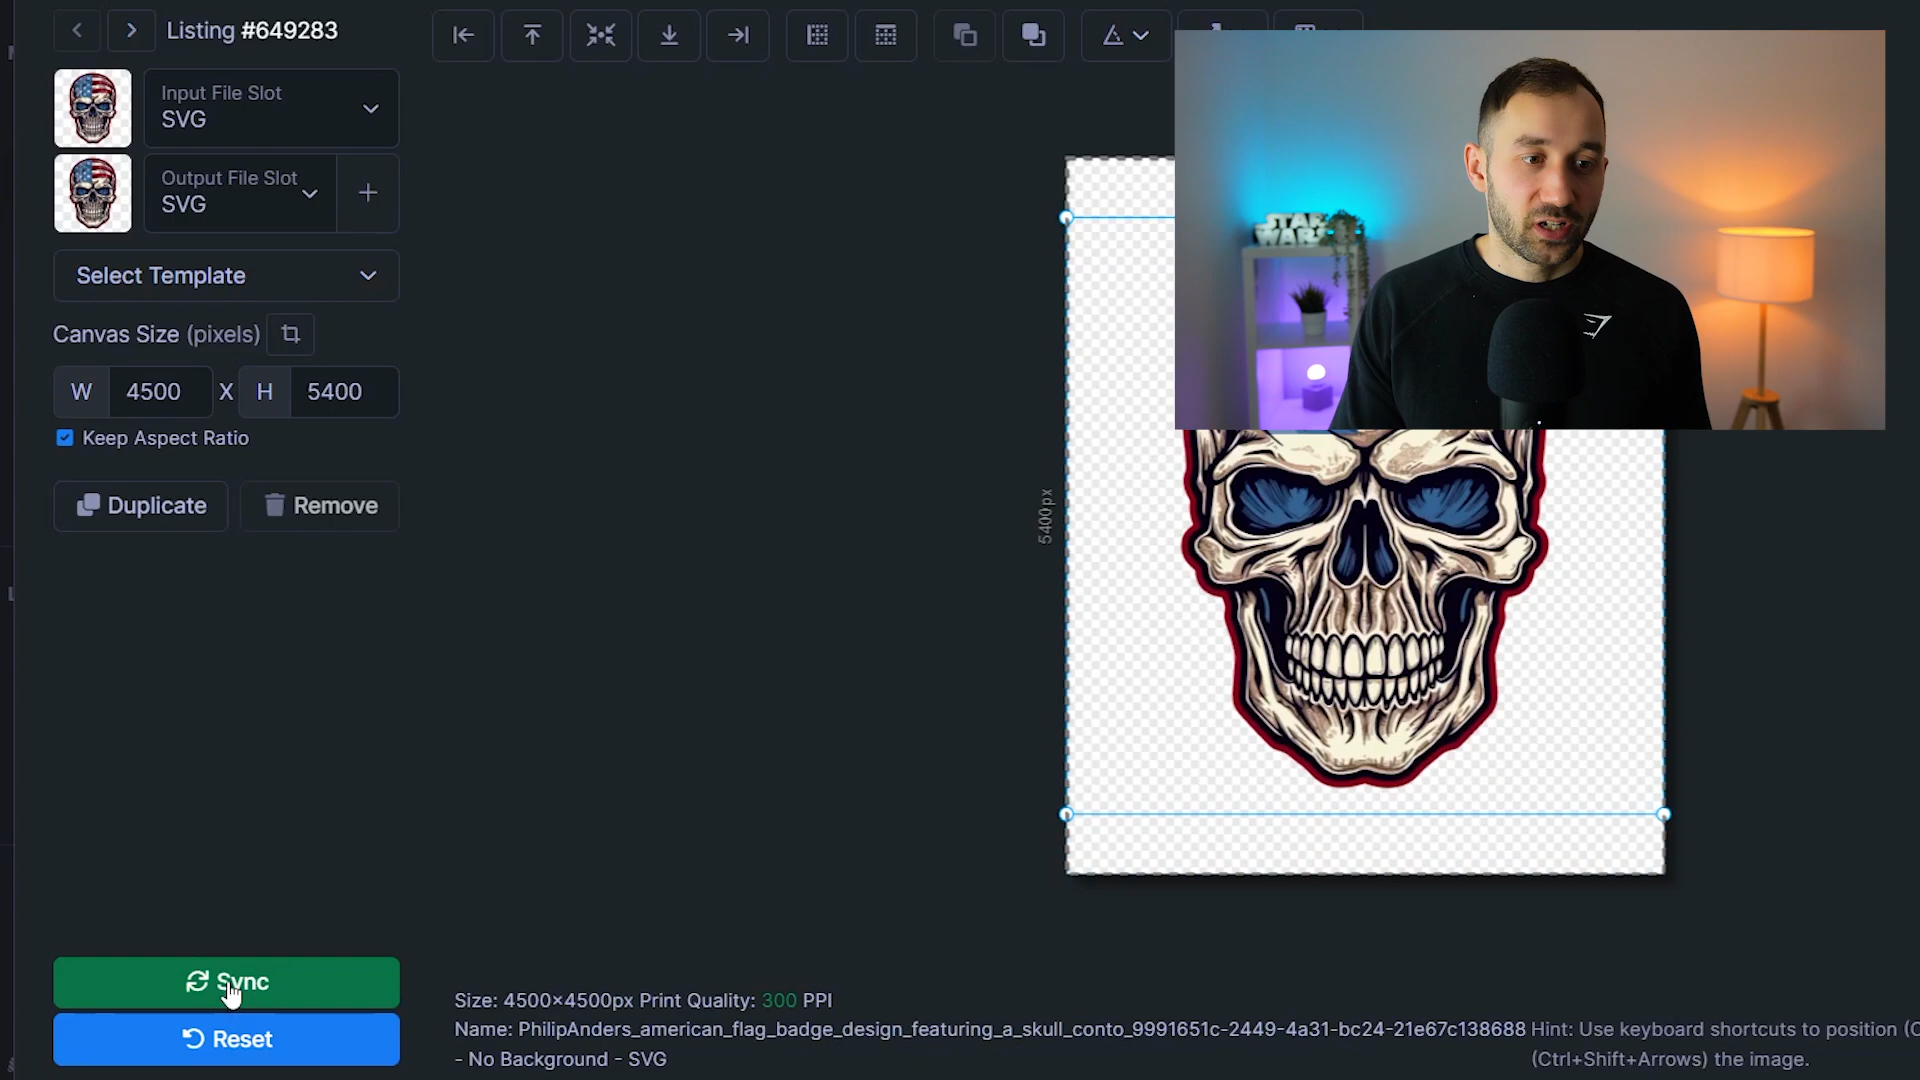 Listing #649283
Input File Slot
SVG
Output File Slot
SVG
Select Template
Canvas Size (pixels)
W 4500 X H 5400
Keep Aspect Ratio
Duplicate
Remove
Sync
Reset
5400px
STAR
WARS
Size: 4500×4500px Print Quality: 300 PPI
Name: PhilipAnders_american_flag_badge_design_featuring_a_skull_conto_9991651c-2449-4a31-bc24-21e67c138688
- No Background - SVG
Hint: Use keyboard shortcuts to position
(Ctrl+Shift+Arrows) the image.